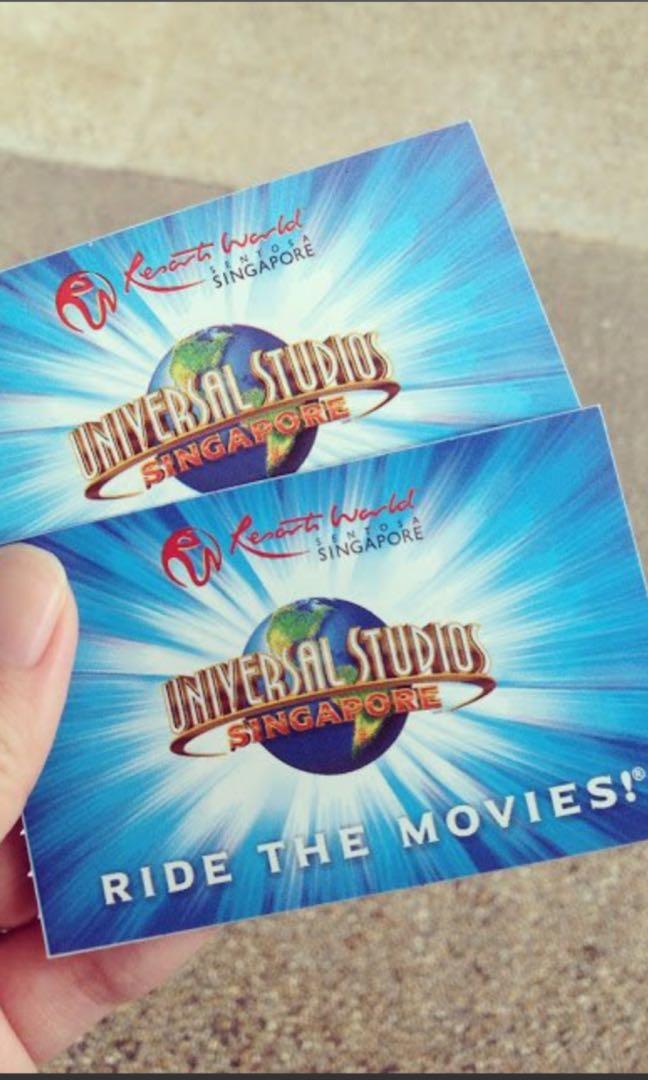 Resorts World
SENTOSA
SINGAPORE
UNIVERSAL STUDIOS
SINGAPORE
Resorts World
SENTOSA
SINGAPORE
UNIVERSAL STUDIOS
SINGAPORE
RIDE THE MOVIES!®